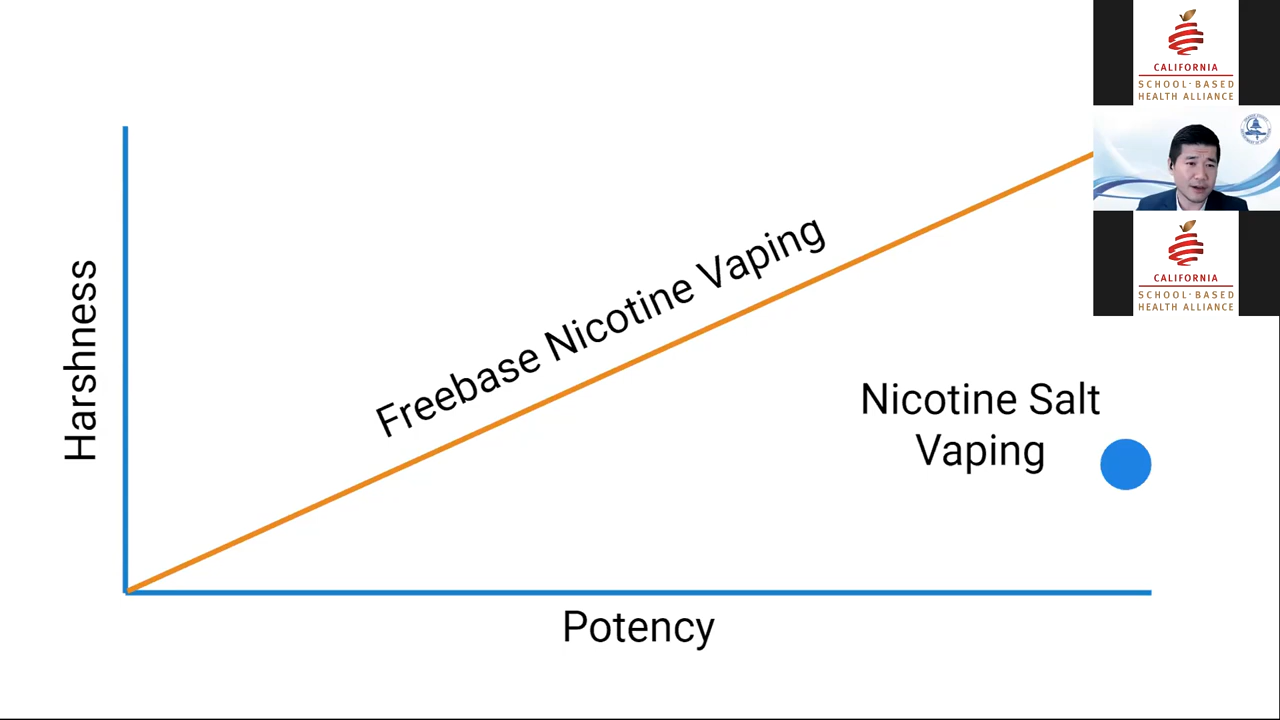 Harshness
Freebase Nicotine Vaping
Nicotine Salt
Vaping
Potency
CALIFORNIA
SCHOOL-BASED
HEALTH ALLIANCE
CALIFORNIA
SCHOOL-BASED
HEALTH ALLIANCE